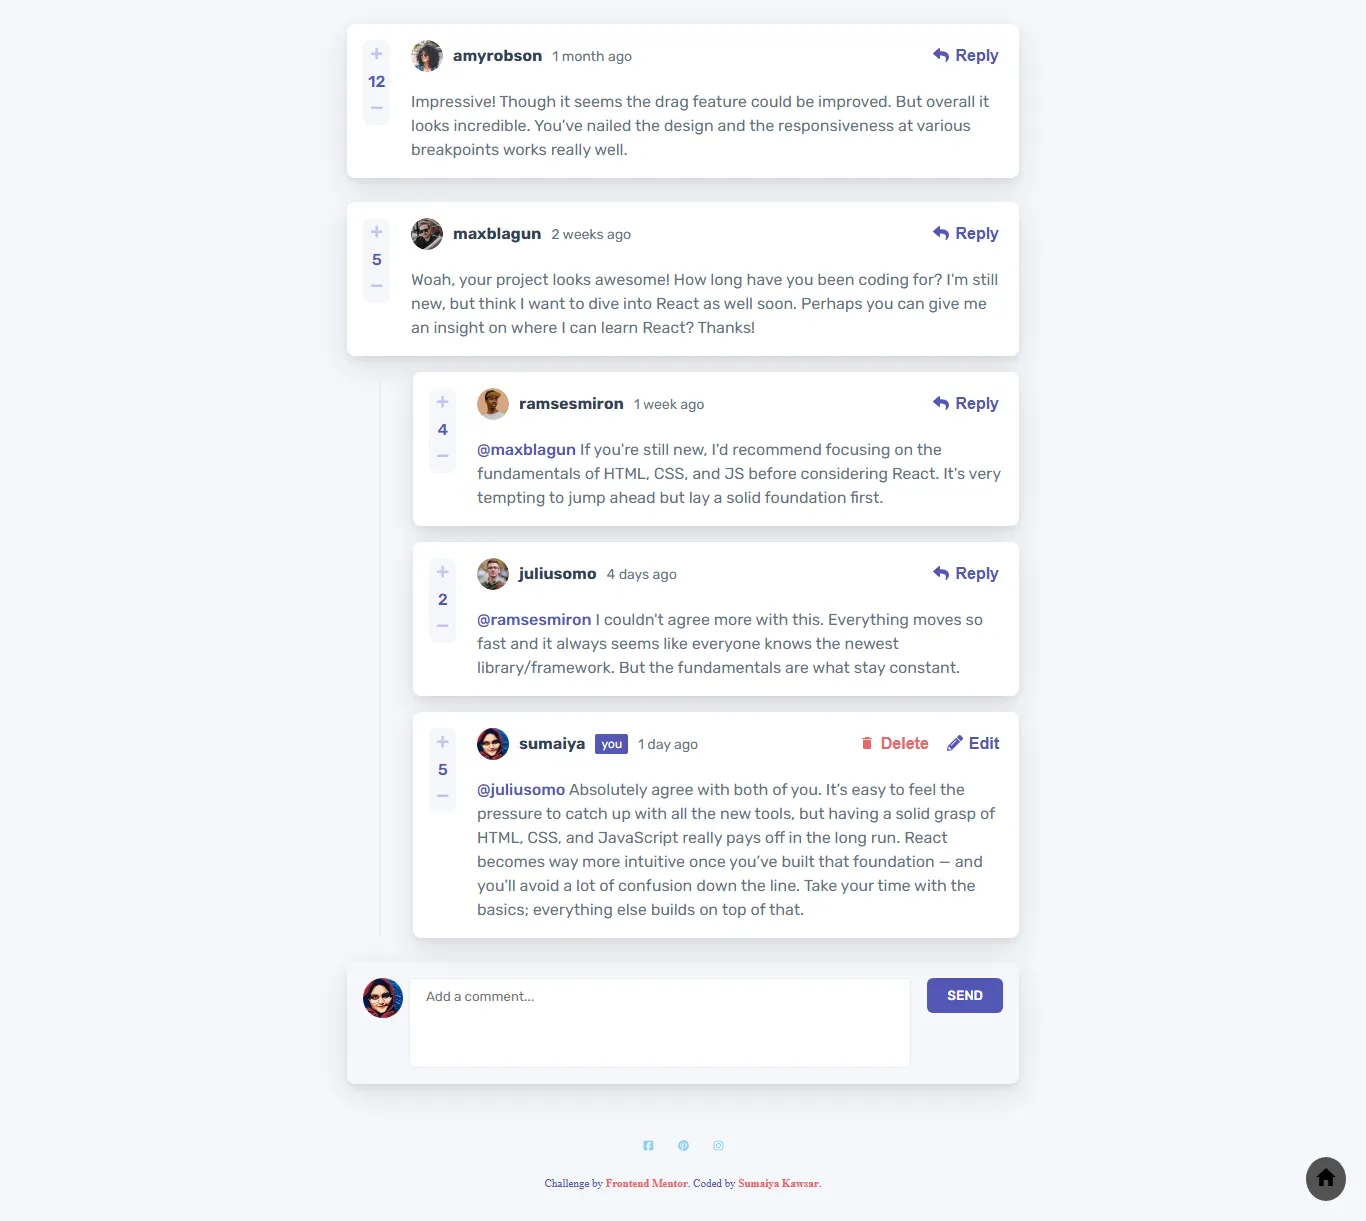 amyrobson 1 month ago Reply
12
Impressive! Though it seems the drag feature could be improved. But overall it
looks incredible. You've nailed the design and the responsiveness at various
breakpoints works really well.
maxblagun 2 weeks ago Reply
5
Woah, your project looks awesome! How long have you been coding for? I'm still
new, but think I want to dive into React as well soon. Perhaps you can give me
an insight on where I can learn React? Thanks!
ramsesmiron 1 week ago Reply
4
@maxblagun If you're still new, I'd recommend focusing on the
fundamentals of HTML, CSS, and JS before considering React. It's very
tempting to jump ahead but lay a solid foundation first.
juliusomo 4 days ago Reply
2
@ramsesmiron I couldn't agree more with this. Everything moves so
fast and it always seems like everyone knows the newest
library/framework. But the fundamentals are what stay constant.
sumaiya you 1 day ago Delete Edit
5
@juliusomo Absolutely agree with both of you. It’s easy to feel the
pressure to catch up with all the new tools, but having a solid grasp of
HTML, CSS, and JavaScript really pays off in the long run. React
becomes way more intuitive once you’ve built that foundation — and
you’ll avoid a lot of confusion down the line. Take your time with the
basics; everything else builds on top of that.
Add a comment... SEND
Challenge by Frontend Mentor. Coded by Sumaiya Kawsar.